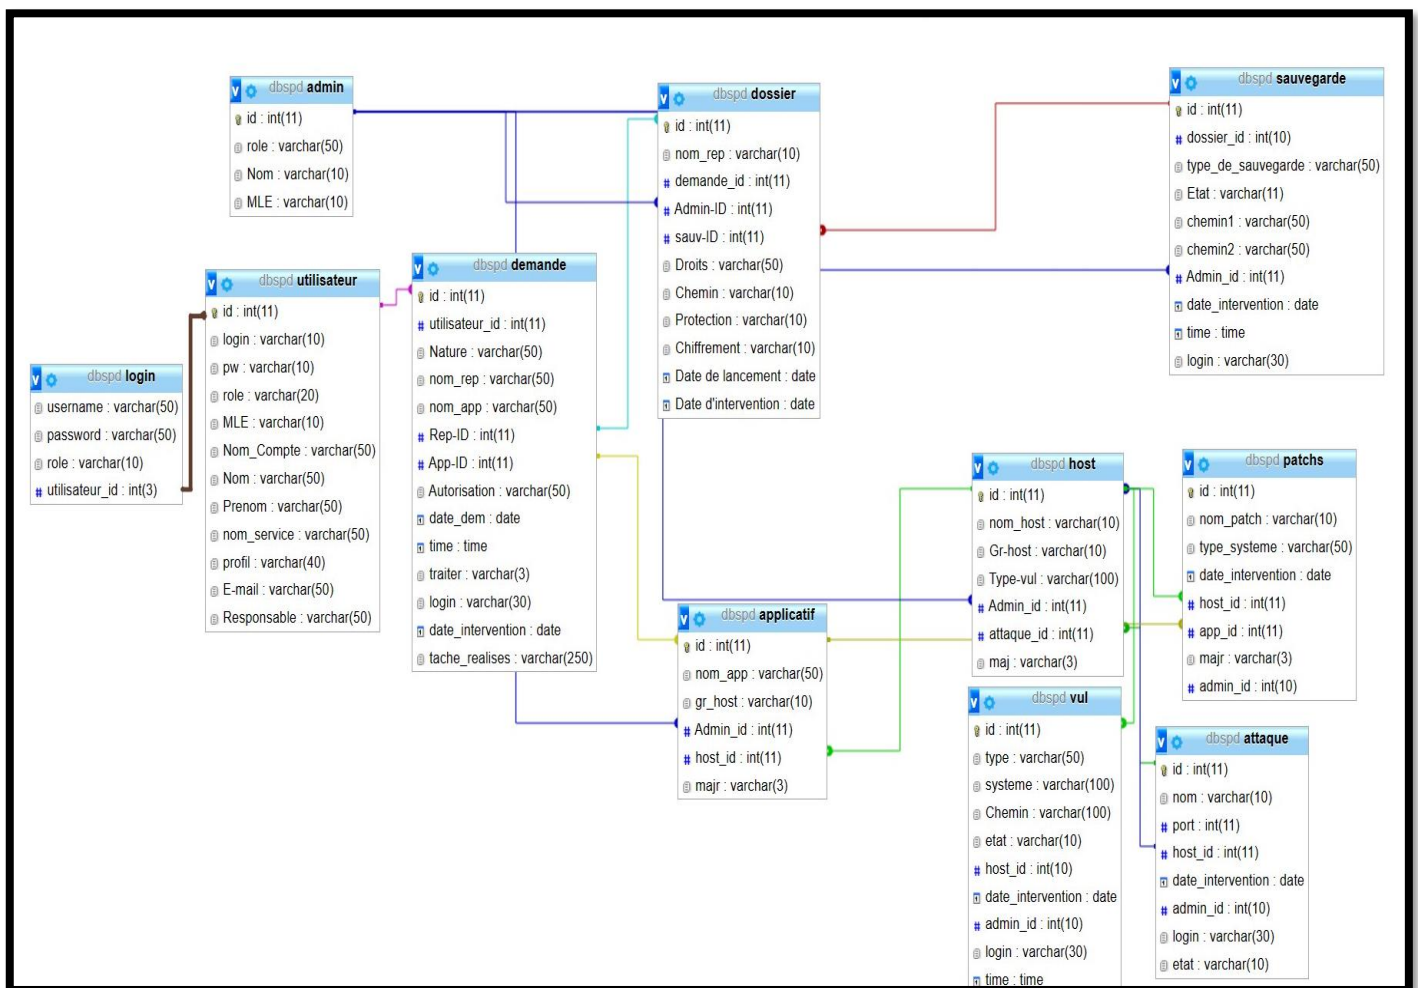 dbspd admin
id : int(11)
role : varchar(50)
Nom : varchar(10)
MLE : varchar(10)
dbspd dossier
id : int(11)
nom_rep : varchar(10)
demande_id : int(11)
Admin-ID : int(11)
sauv-ID : int(11)
Droits : varchar(50)
Chemin : varchar(10)
Protection : varchar(10)
Chiffrement : varchar(10)
Date de lancement : date
Date d'intervention : date
dbspd sauvegarde
id : int(11)
dossier_id : int(10)
type_de_sauvegarde : varchar(50)
Etat : varchar(11)
chemin1 : varchar(50)
chemin2 : varchar(50)
Admin_id : int(11)
date_intervention : date
time : time
login : varchar(30)
dbspd login
username : varchar(50)
password : varchar(50)
role : varchar(10)
utilisateur_id : int(3)
dbspd utilisateur
id : int(11)
login : varchar(10)
pw : varchar(10)
role : varchar(20)
MLE : varchar(10)
Nom_Compte : varchar(50)
Nom : varchar(50)
Prenom : varchar(50)
nom_service : varchar(50)
profil : varchar(40)
E-mail : varchar(50)
Responsable : varchar(50)
dbspd demande
id : int(11)
utilisateur_id : int(11)
Nature : varchar(50)
nom_rep : varchar(50)
nom_app : varchar(50)
Rep-ID : int(11)
App-ID : int(11)
Autorisation : varchar(50)
date_dem : date
time : time
traiter : varchar(3)
login : varchar(30)
date_intervention : date
tache_realises : varchar(250)
dbspd applicatif
id : int(11)
nom_app : varchar(50)
gr_host : varchar(10)
Admin_id : int(11)
host_id : int(11)
majr : varchar(3)
dbspd host
id : int(11)
nom_host : varchar(10)
Gr-host : varchar(10)
Type-vul : varchar(100)
Admin_id : int(11)
attaque_id : int(11)
maj : varchar(3)
dbspd patchs
id : int(11)
nom_patch : varchar(10)
type_systeme : varchar(50)
date_intervention : date
host_id : int(11)
app_id : int(11)
majr : varchar(3)
admin_id : int(10)
dbspd vul
id : int(11)
type : varchar(50)
systeme : varchar(100)
Chemin : varchar(100)
etat : varchar(10)
host_id : int(10)
date_intervention : date
admin_id : int(10)
login : varchar(30)
time : time
dbspd attaque
id : int(11)
nom : varchar(10)
port : int(11)
host_id : int(11)
date_intervention : date
admin_id : int(10)
login : varchar(30)
etat : varchar(10)